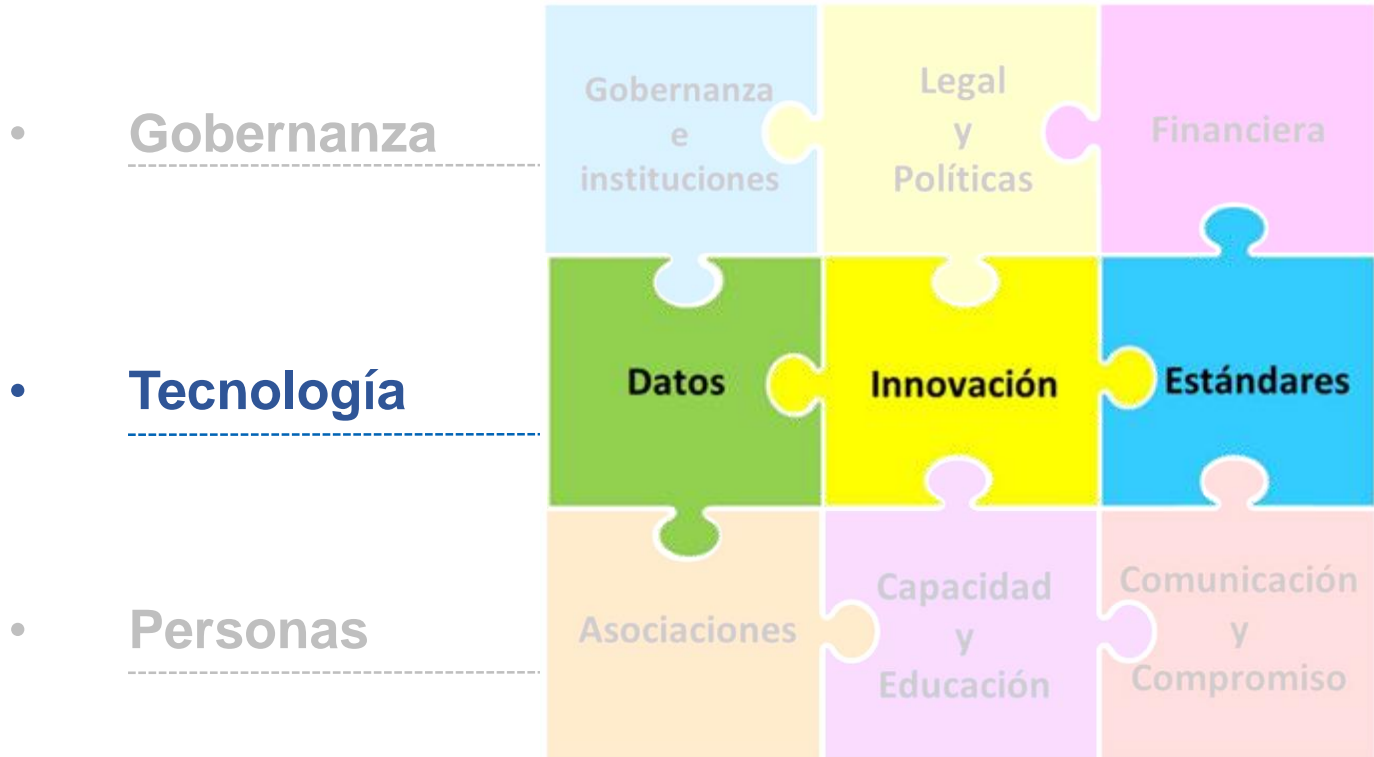 • Gobernanza
Gobernanza
e
instituciones
Legal
y
Políticas
Financiera
• Tecnología
Datos
Innovación
Estándares
• Personas
Asociaciones
Capacidad
y
Educación
Comunicación
y
Compromiso